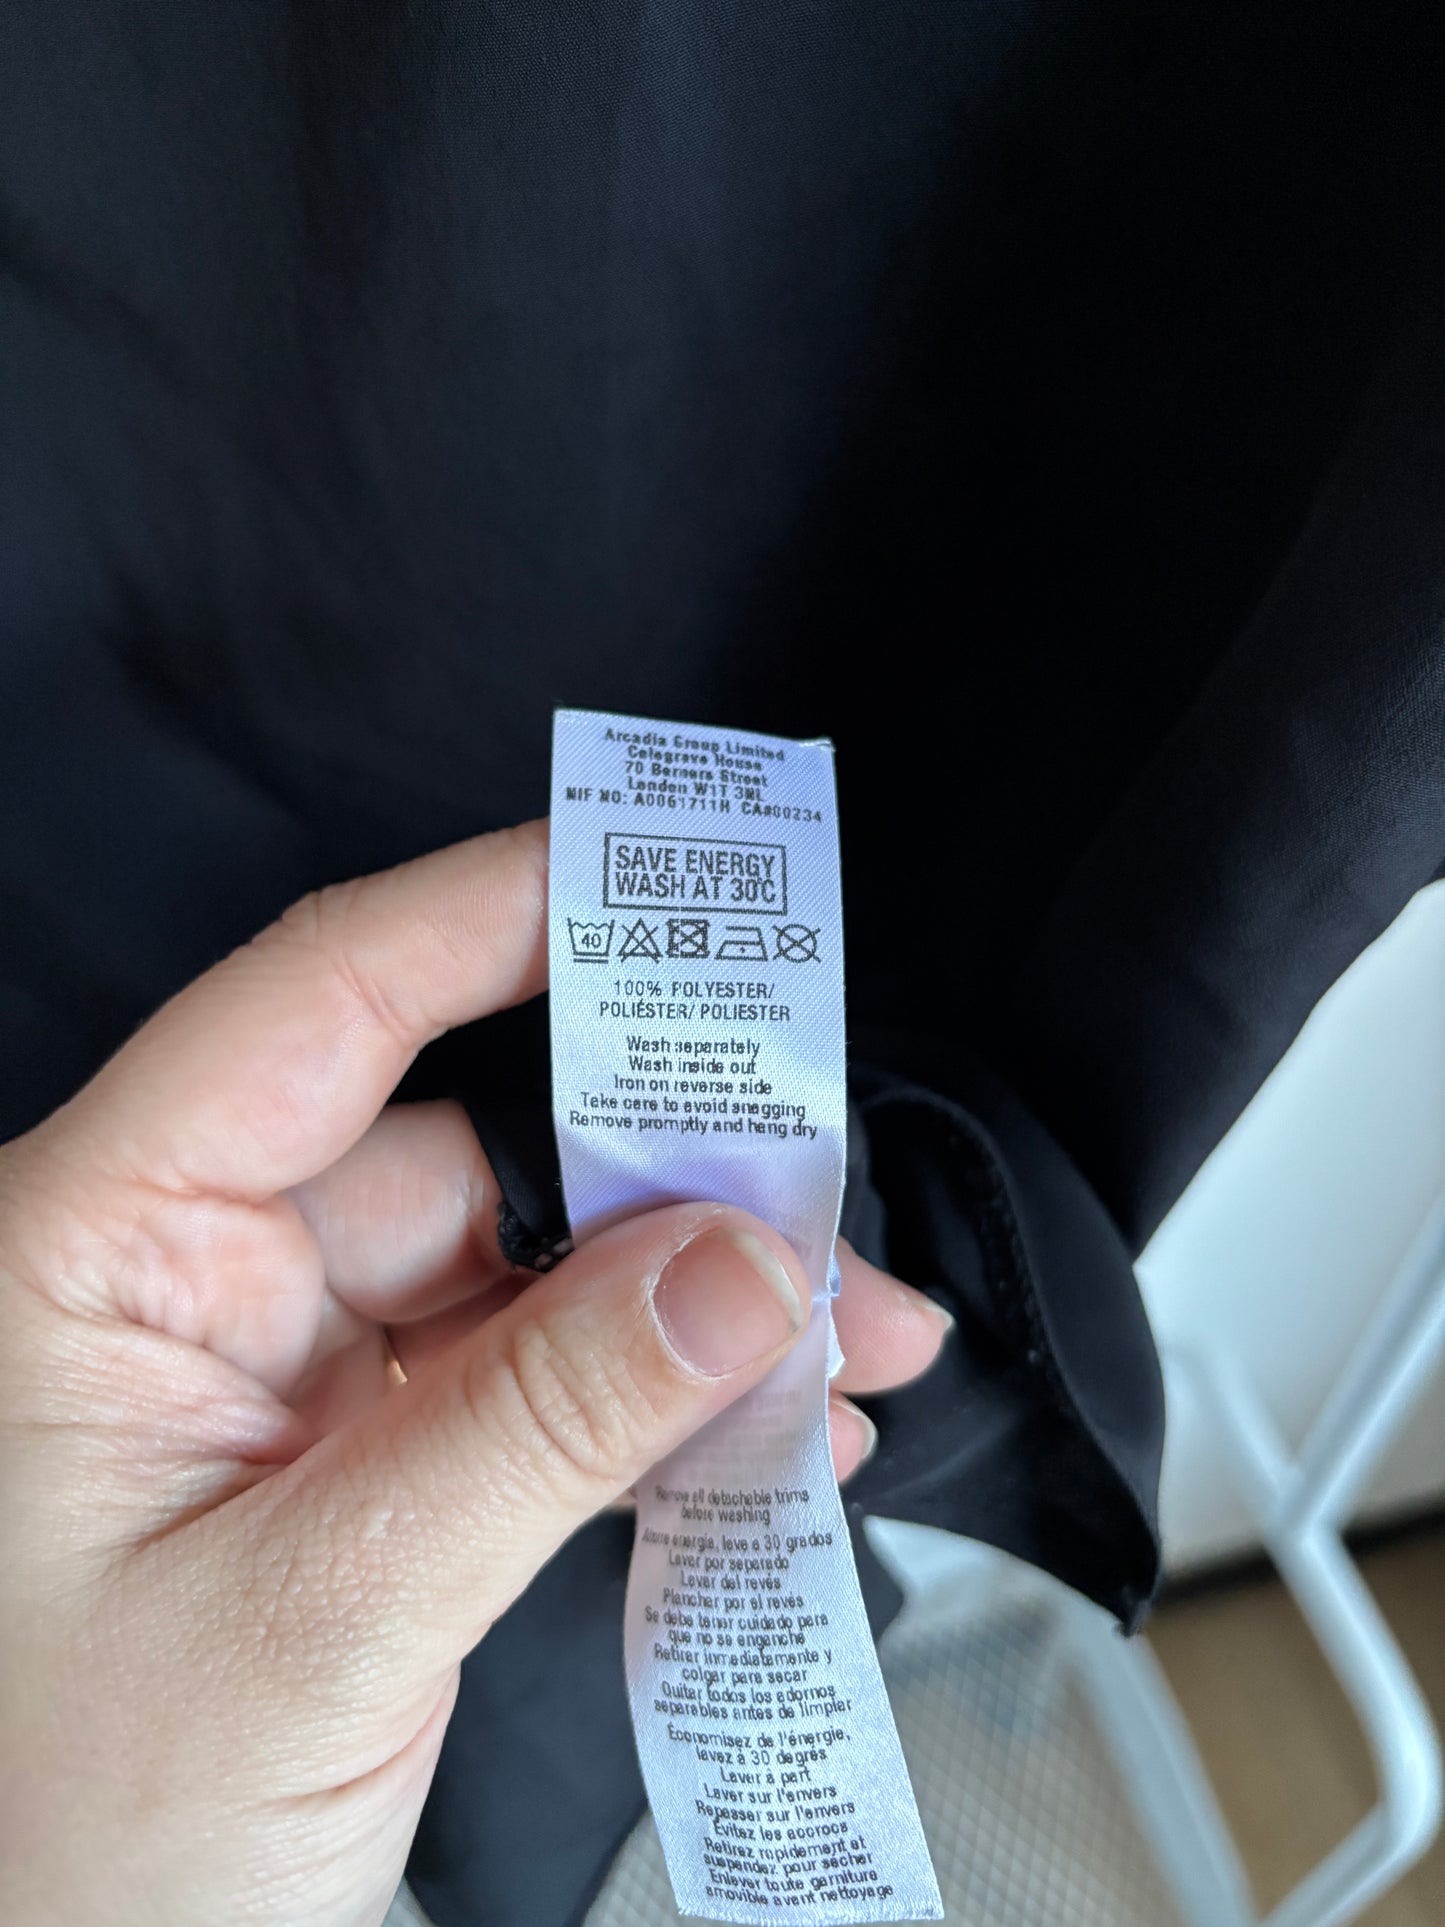 Arcadia Group Limited
Colegrave House
70 Berners Street
London W1T 3NL
NIF NO: A0061711H CA#00234
SAVE ENERGY
WASH AT 30°C
40
100% POLYESTER/
POLIÉSTER/ POLIESTER
Wash separately
Wash inside out
Iron on reverse side
Take care to avoid snagging
Remove promptly and hang dry
Remove all detachable trims
before washing
Ahorre energia, lave a 30 grados
Lavar por separado
Lavar del revés
Planchar por el revés
Se debe tener cuidado para
que no se enganche
Retirar inmediatamente y
colgar para secar
Quitar todos los adornos
separables antes de limpiar
Économisez de l'énergie,
lavez à 30 degrés
Laver à part
Laver sur l'envers
Repasser sur l'envers
Évitez les accrocs
Retirez rapidement et
suspendez pour sécher
Enlever toute garniture
amovible avant nettoyage